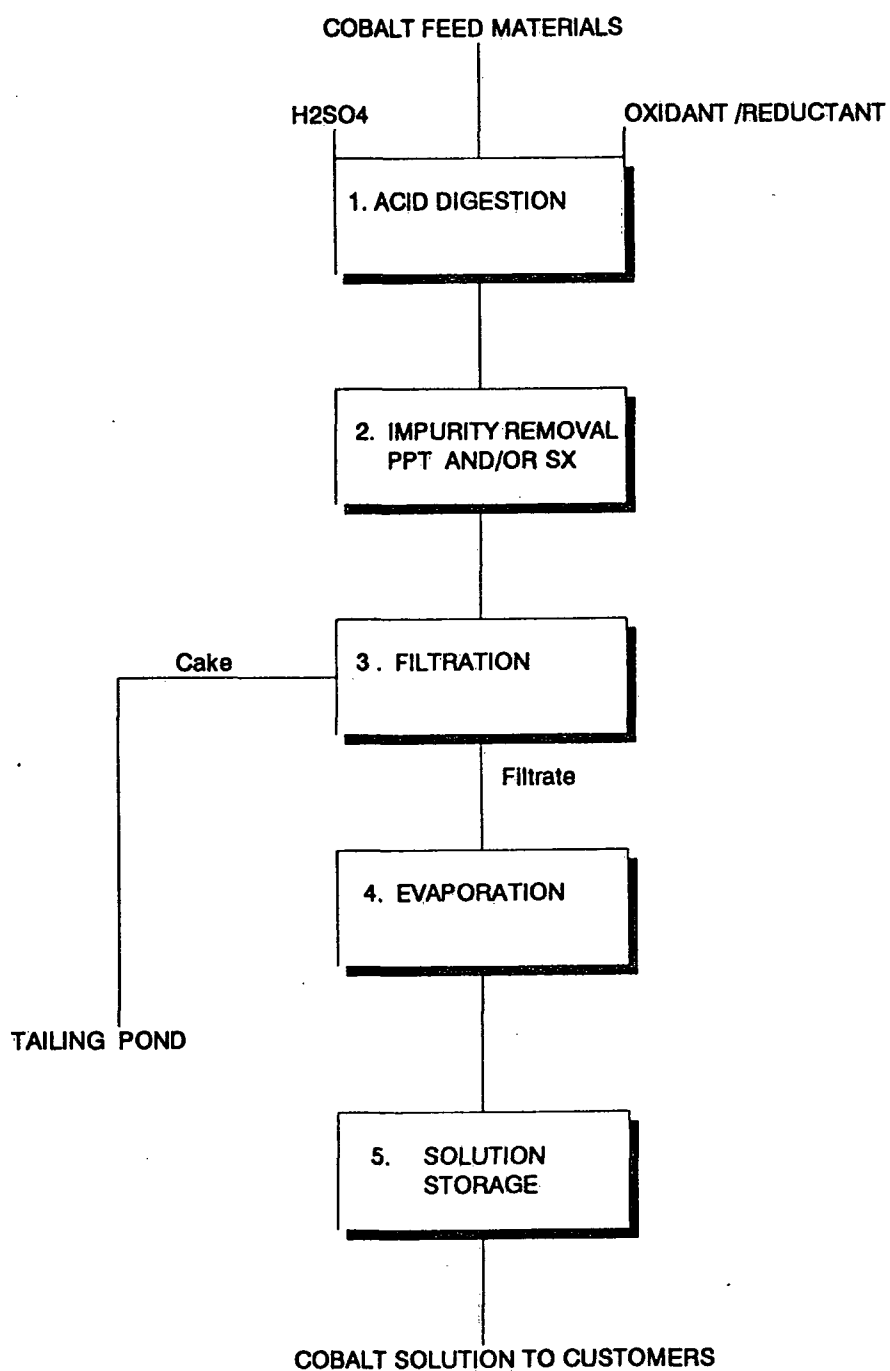 COBALT FEED MATERIALS
H2SO4
OXIDANT /REDUCTANT
1. ACID DIGESTION
2. IMPURITY REMOVAL
PPT AND/OR SX
Cake
3. FILTRATION
Filtrate
4. EVAPORATION
TAILING POND
5. SOLUTION
STORAGE
COBALT SOLUTION TO CUSTOMERS